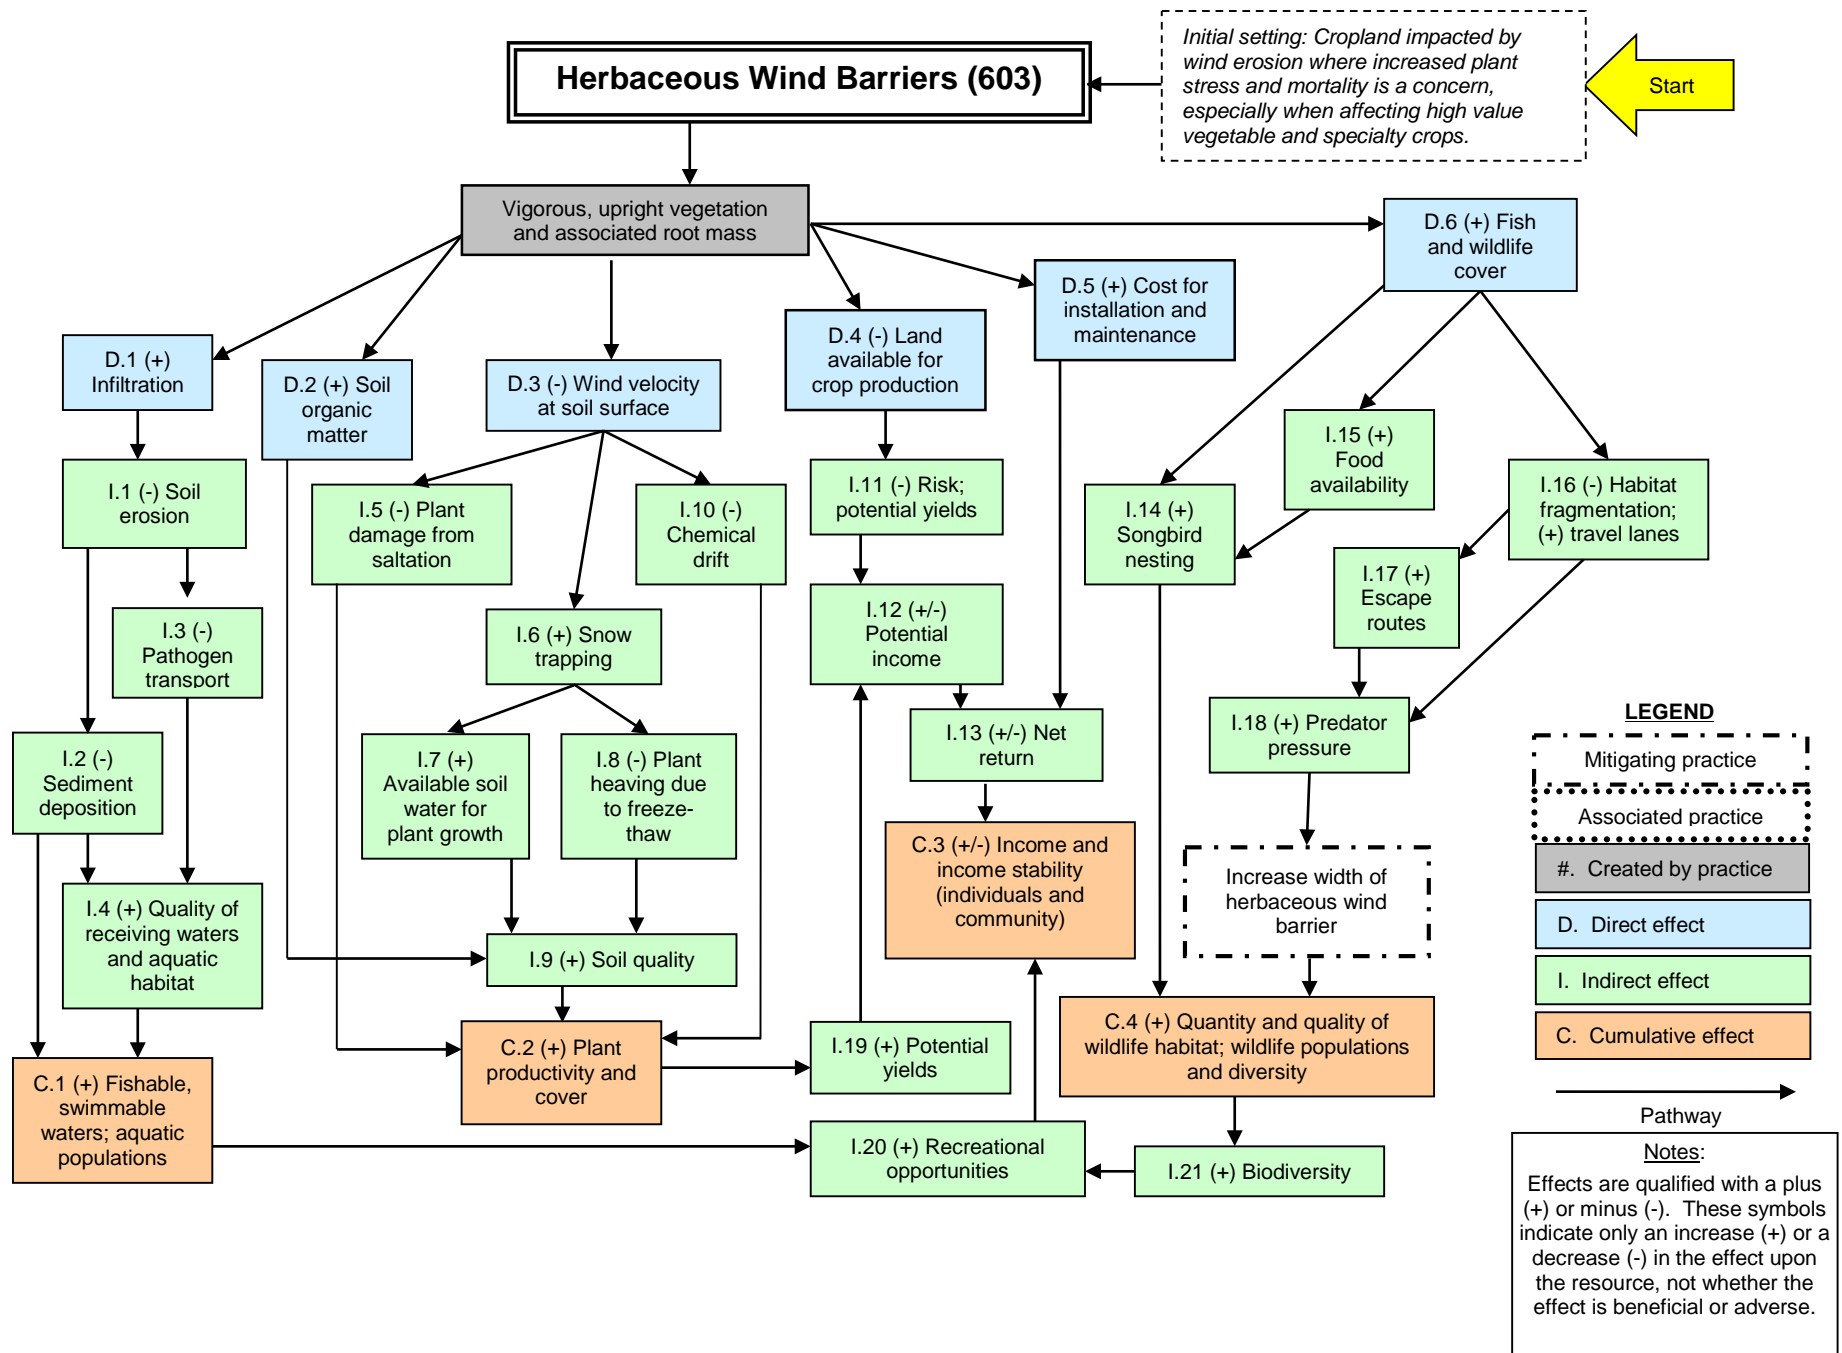 Initial setting: Cropland impacted by
wind erosion where increased plant
stress and mortality is a concern,
especially when affecting high value
vegetable and specialty crops.
Start
Herbaceous Wind Barriers (603)
Vigorous, upright vegetation
and associated root mass
D.6 (+) Fish
and wildlife
cover
D.5 (+) Cost for
installation and
maintenance
D.4 (-) Land
available for
crop production
D.1 (+)
Infiltration
D.2 (+) Soil
organic
matter
D.3 (-) Wind velocity
at soil surface
I.15 (+)
Food
availability
I.1 (-) Soil
erosion
I.5 (-) Plant
damage from
saltation
I.10 (-)
Chemical
drift
I.11 (-) Risk;
potential yields
I.14 (+)
Songbird
nesting
I.16 (-) Habitat
fragmentation;
(+) travel lanes
I.17 (+)
Escape
routes
I.3 (-)
Pathogen
transport
I.6 (+) Snow
trapping
I.12 (+/-)
Potential
income
I.2 (-)
Sediment
deposition
I.7 (+)
Available soil
water for
plant growth
I.8 (-) Plant
heaving due
to freeze-
thaw
I.13 (+/-) Net
return
I.18 (+) Predator
pressure
C.3 (+/-) Income and
income stability
(individuals and
community)
Increase width of
herbaceous wind
barrier
I.4 (+) Quality of
receiving waters
and aquatic
habitat
I.9 (+) Soil quality
C.1 (+) Fishable,
swimmable
waters; aquatic
populations
C.2 (+) Plant
productivity and
cover
I.19 (+) Potential
yields
C.4 (+) Quantity and quality of
wildlife habitat; wildlife populations
and diversity
I.20 (+) Recreational
opportunities
I.21 (+) Biodiversity
LEGEND
Mitigating practice
Associated practice
#. Created by practice
D. Direct effect
I. Indirect effect
C. Cumulative effect
Pathway
Notes:
Effects are qualified with a plus
(+) or minus (-). These symbols
indicate only an increase (+) or a
decrease (-) in the effect upon
the resource, not whether the
effect is beneficial or adverse.